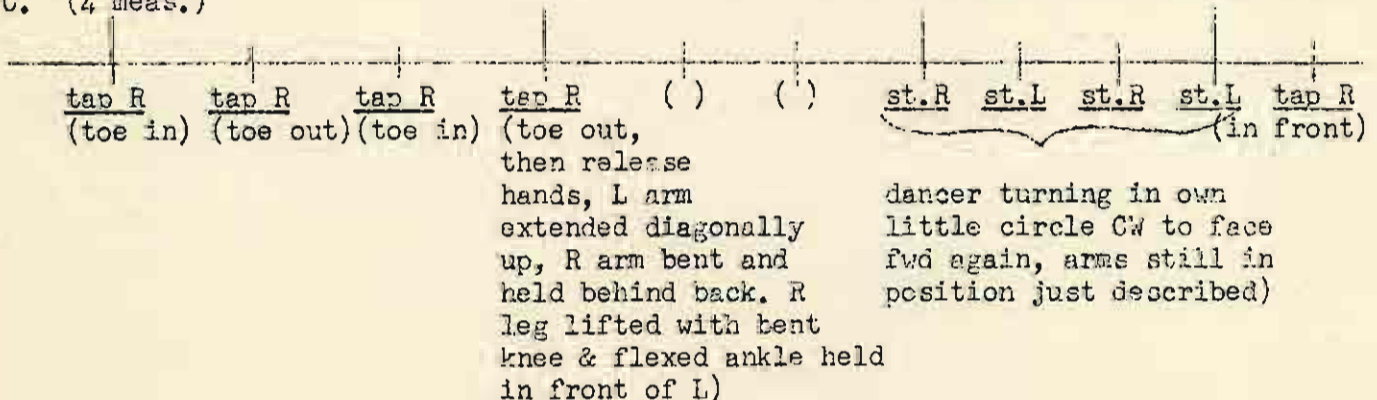 C. (4 meas.)
tap R tap R tap R tap R ( ) ( ) st.R st.L st.R st.L tap R
(toe in) (toe out) (toe in) (toe out, (in front)
then release
hands, L arm dancer turning in own
extended diagonally little circle CW to face
up, R arm bent and fwd again, arms still in
held behind back. R position just described)
leg lifted with bent
knee & flexed ankle held
in front of L)